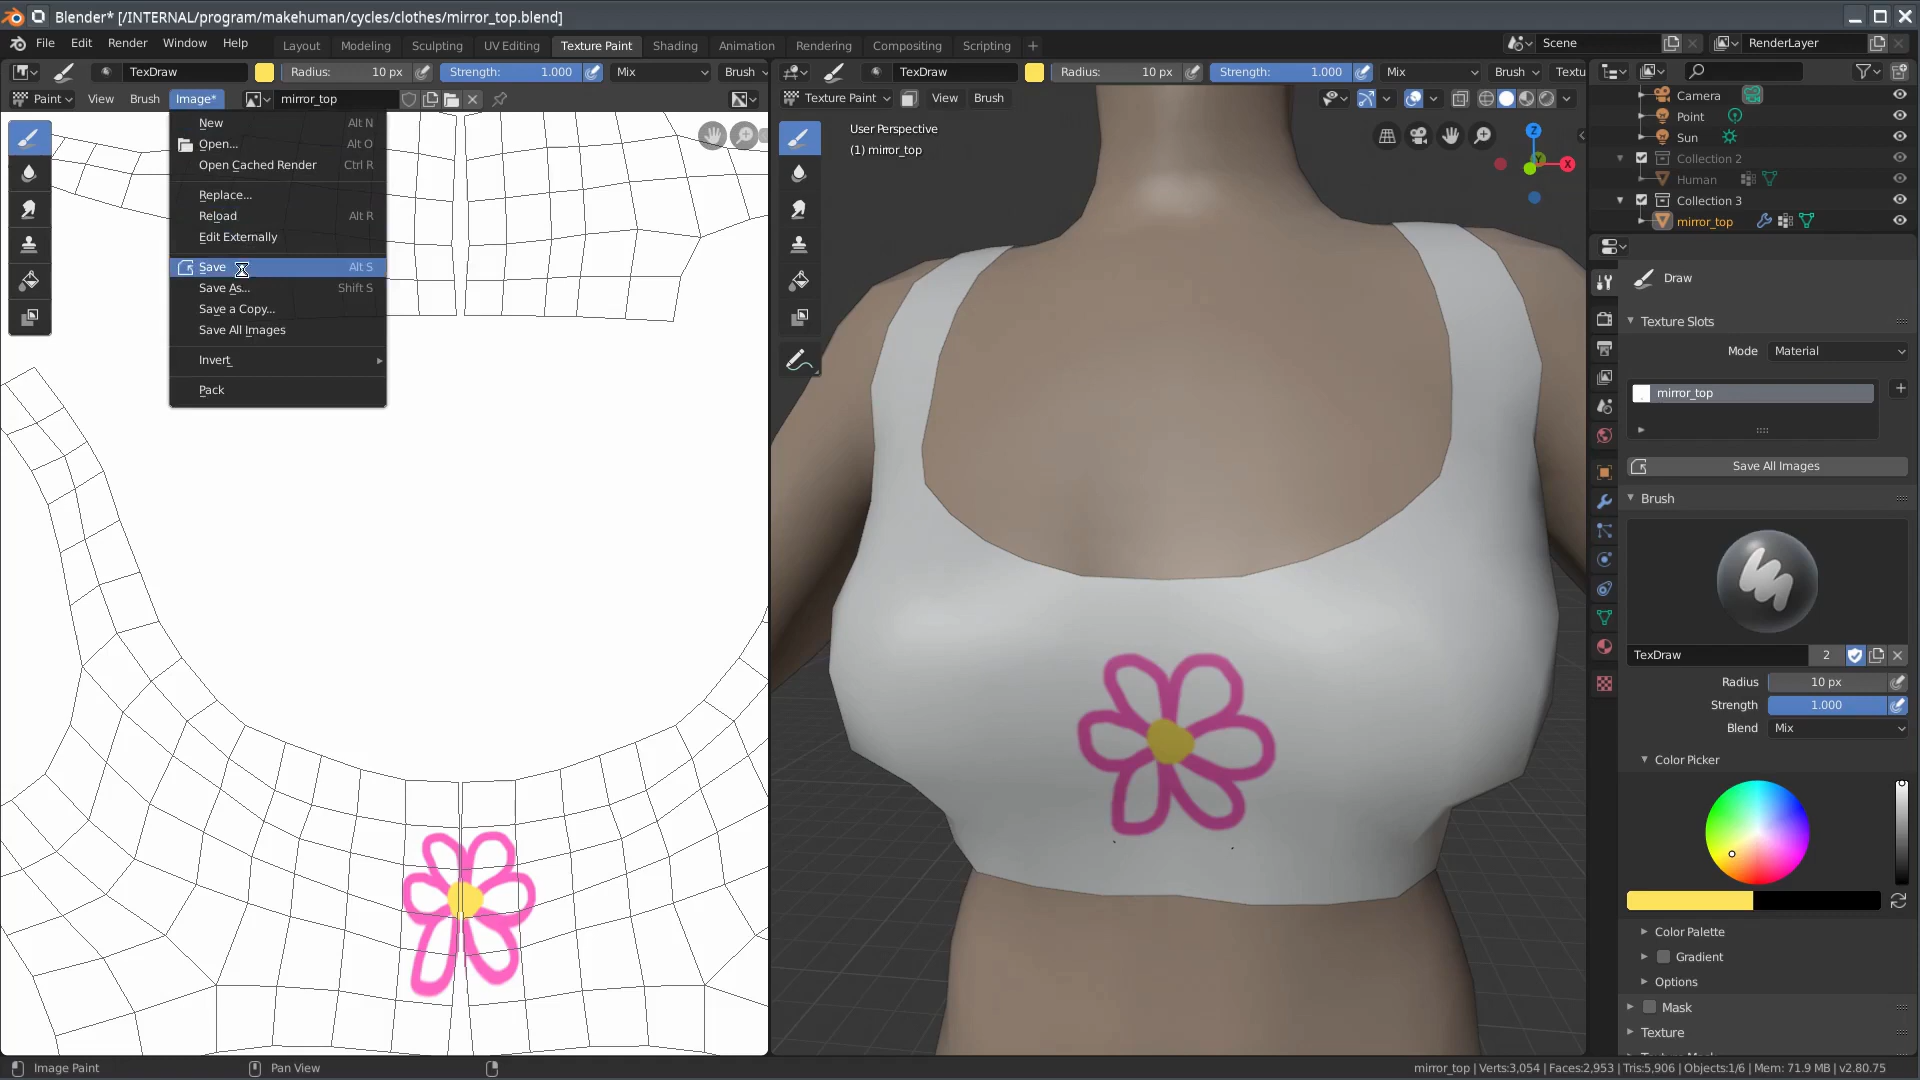 Blender* [/INTERNAL/program/makehuman/cycles/clothes/mirror_top.blend]
File Edit Render Window Help Layout Modeling Sculpting UV Editing Texture Paint Shading Animation Rendering Compositing Scripting + Scene RenderLayer
TexDraw Radius: 10 px Strength: 1.000 Mix Brush TexDraw Radius: 10 px Strength: 1.000 Mix Brush Textu
Paint View Brush Image* mirror_top Texture Paint View Brush
New Alt N
Open... Alt O
Open Cached Render Ctrl R
Replace...
Reload Alt R
Edit Externally
Save Alt S
Save As... Shift S
Save a Copy...
Save All Images
Invert
Pack
User Perspective
(1) mirror_top
Z
Y
X
Camera
Point
Sun
Collection 2
Human
Collection 3
mirror_top
Draw
Texture Slots
Mode Material
mirror_top
Save All Images
Brush
TexDraw 2
Radius 10 px
Strength 1.000
Blend Mix
Color Picker
Color Palette
Gradient
Options
Mask
Texture
Image Paint Pan View mirror_top | Verts:3,054 | Faces:2,953 | Tris:5,906 | Objects:1/6 | Mem: 71.9 MB | v2.80.75